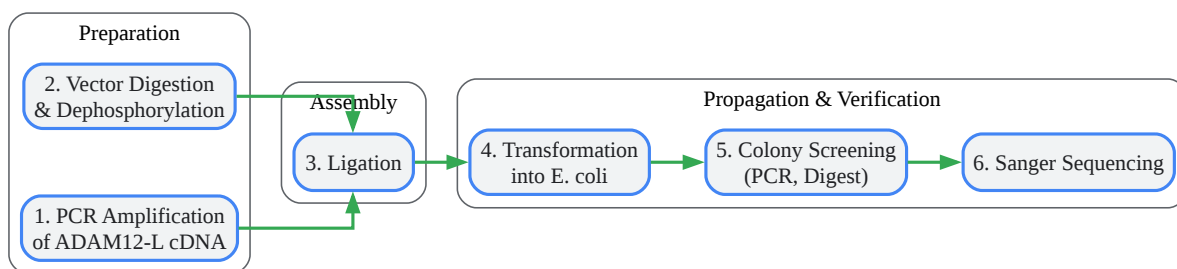 Preparation
2. Vector Digestion
& Dephosphorylation
1. PCR Amplification
of ADAM12-L cDNA
Assembly
3. Ligation
Propagation & Verification
4. Transformation
into E. coli
5. Colony Screening
(PCR, Digest)
6. Sanger Sequencing